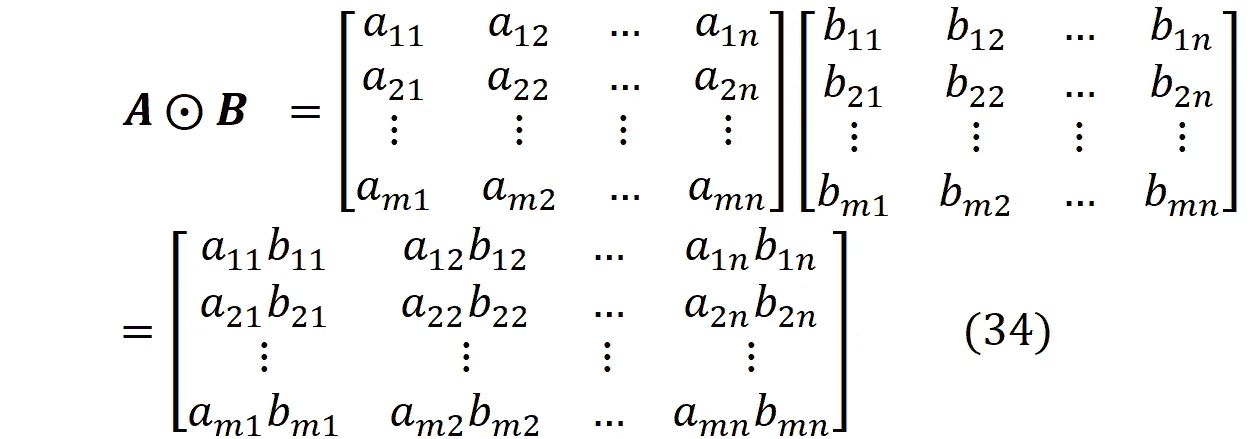 A ⊙ B = [a₁₁ a₁₂ ... a₁ₙ] [b₁₁ b₁₂ ... b₁ₙ]
[a₂₁ a₂₂ ... a₂ₙ] [b₂₁ b₂₂ ... b₂ₙ]
[⋮ ⋮ ⋮ ⋮] [⋮ ⋮ ⋮ ⋮]
[aₘ₁ aₘ₂ ... aₘₙ] [bₘ₁ bₘ₂ ... bₘₙ]
= [a₁₁b₁₁ a₁₂b₁₂ ... a₁ₙb₁ₙ]
[a₂₁b₂₁ a₂₂b₂₂ ... a₂ₙb₂ₙ] (34)
[⋮ ⋮ ⋮ ⋮]
[aₘ₁bₘ₁ aₘ₂bₘ₂ ... aₘₙbₘₙ]